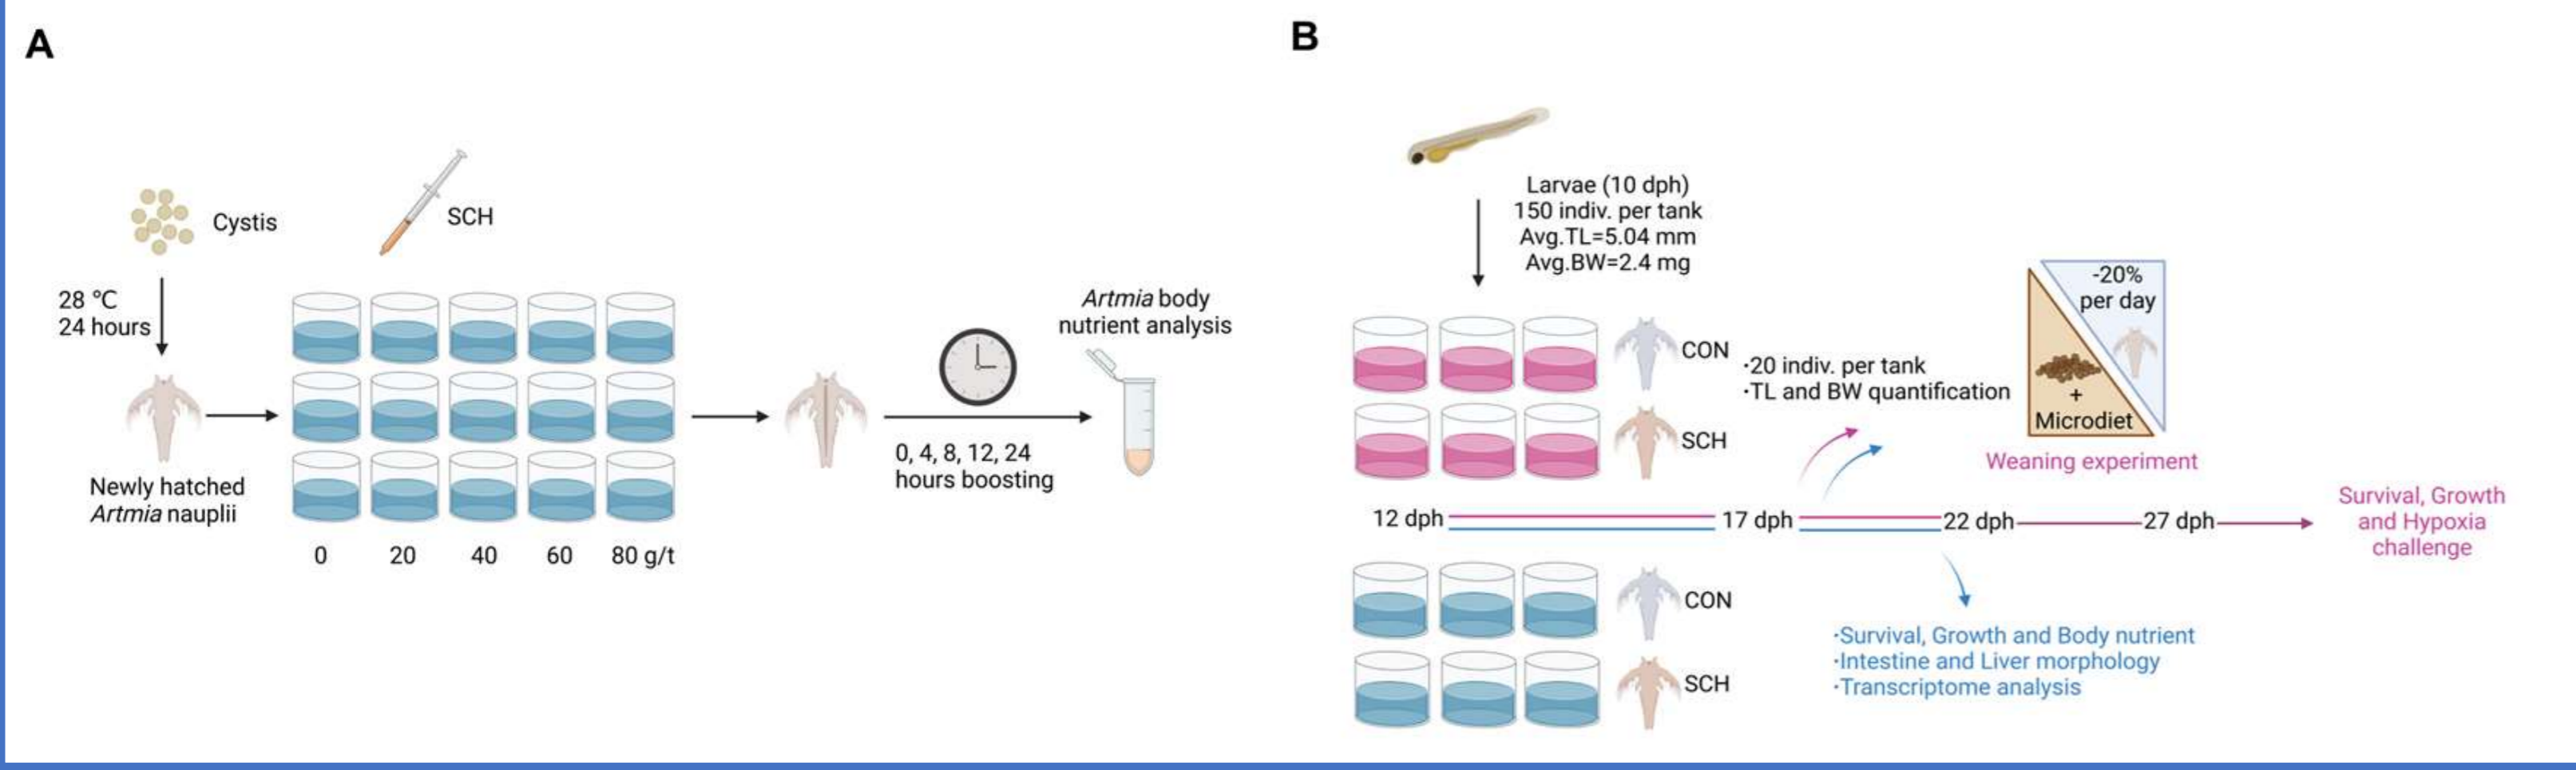 A
Cystis
SCH
28 °C
24 hours
Newly hatched
Artmia nauplii
0
20
40
60
80 g/t
0, 4, 8, 12, 24
hours boosting
Artmia body
nutrient analysis
B
Larvae (10 dph)
150 indiv. per tank
Avg.TL=5.04 mm
Avg.BW=2.4 mg
CON
SCH
·20 indiv. per tank
·TL and BW quantification
-20%
per day
+
Microdiet
Weaning experiment
12 dph
17 dph
22 dph
27 dph
Survival, Growth
and Hypoxia
challenge
CON
SCH
·Survival, Growth and Body nutrient
·Intestine and Liver morphology
·Transcriptome analysis